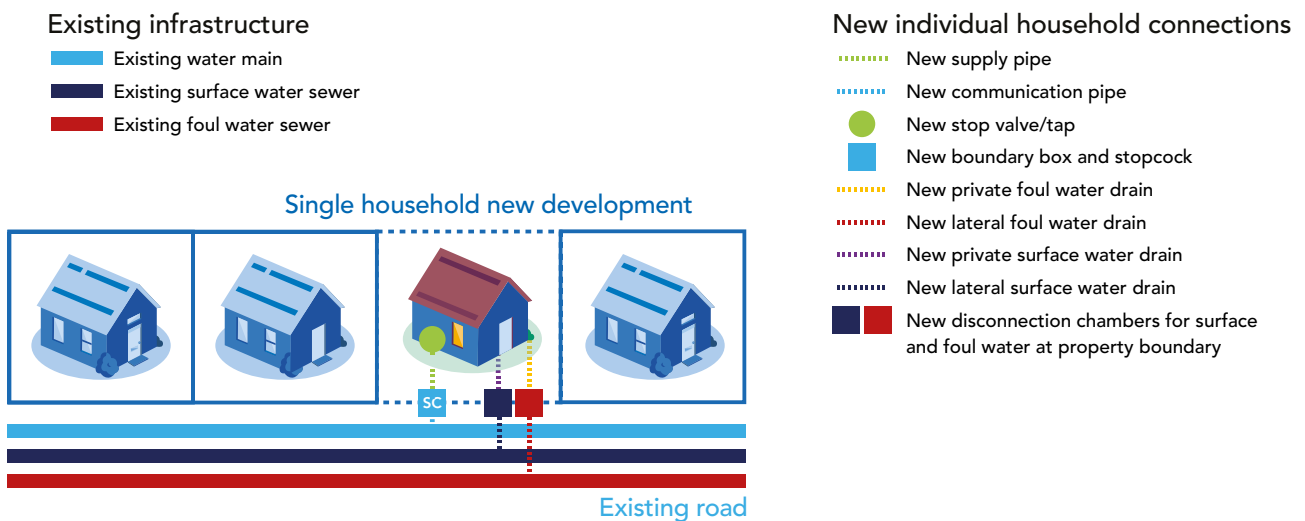 Existing infrastructure
Existing water main
Existing surface water sewer
Existing foul water sewer
New individual household connections
New supply pipe
New communication pipe
New stop valve/tap
New boundary box and stopcock
New private foul water drain
New lateral foul water drain
New private surface water drain
New lateral surface water drain
New disconnection chambers for surface
and foul water at property boundary
Single household new development
SC
Existing road